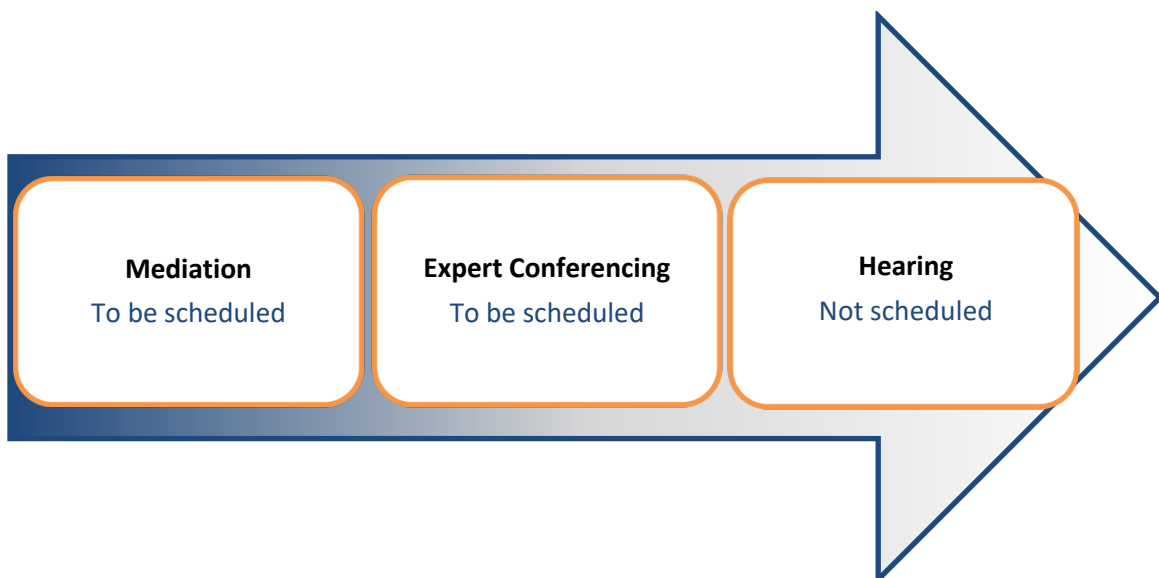 Mediation
To be scheduled
Expert Conferencing
To be scheduled
Hearing
Not scheduled